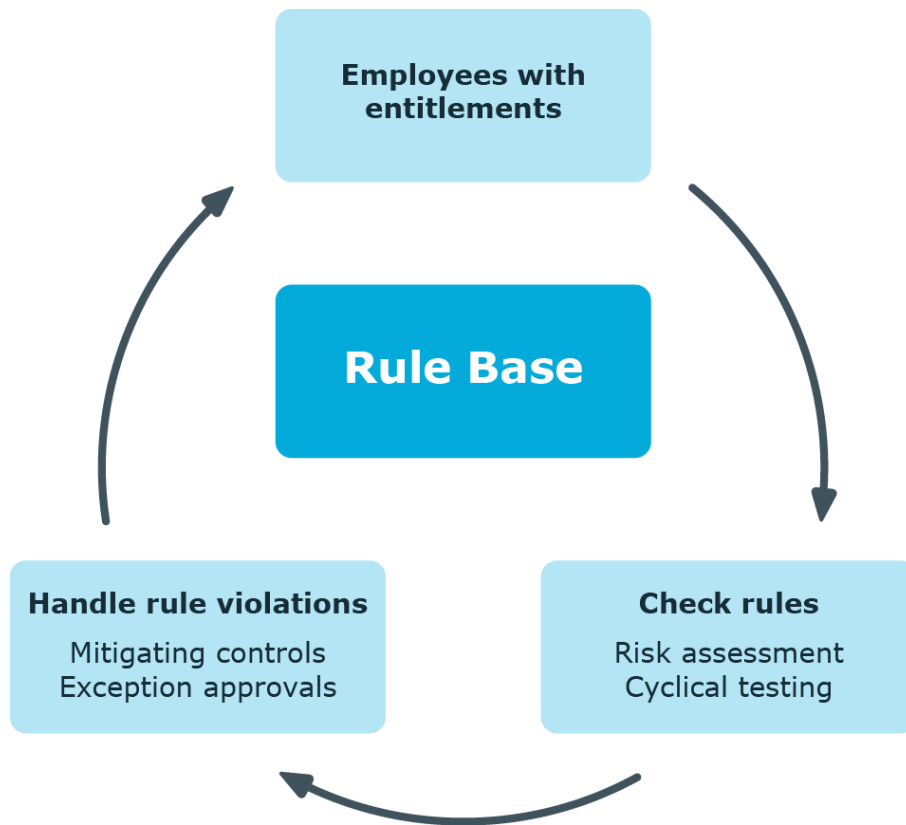 Employees with
entitlements
Rule Base
Handle rule violations
Mitigating controls
Exception approvals
Check rules
Risk assessment
Cyclical testing